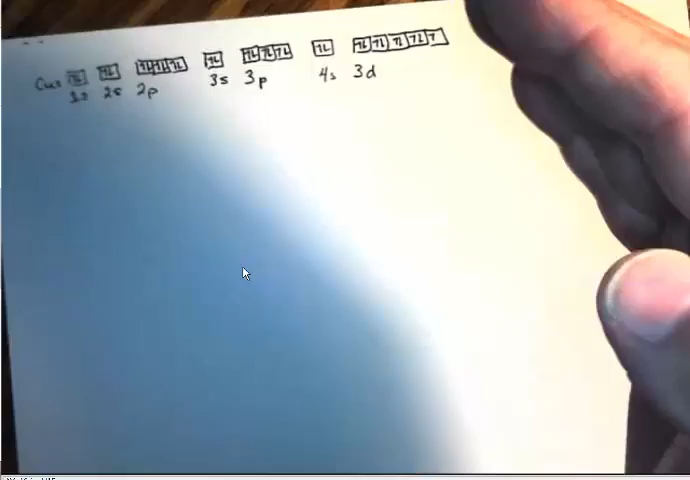 Cu: ⥮ ⥮ ⥮⥮⥮ ⥮ ⥮⥮⥮ ⥮ ⥮⥮⥮⥮↑
1s 2s 2p 3s 3p 4s 3d